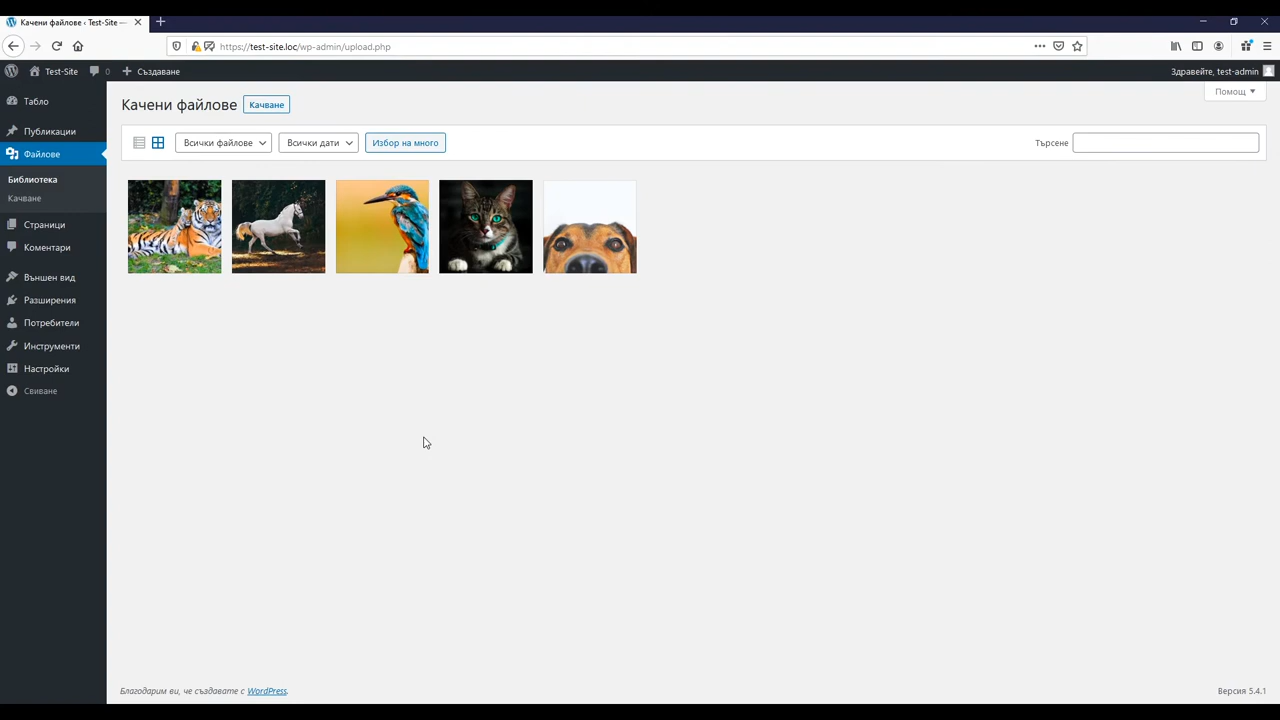 Качени файлове ‹ Test-Site —
https://test-site.loc/wp-admin/upload.php
Test-Site 0 Създаване Здравейте, test-admin
Помощ
Табло
Публикации
Файлове
Библиотека
Качване
Страници
Коментари
Външен вид
Разширения
Потребители
Инструменти
Настройки
Свиване
Качени файлове Качване
Всички файлове Всички дати Избор на много Търсене
Благодарим ви, че създавате с WordPress. Версия 5.4.1